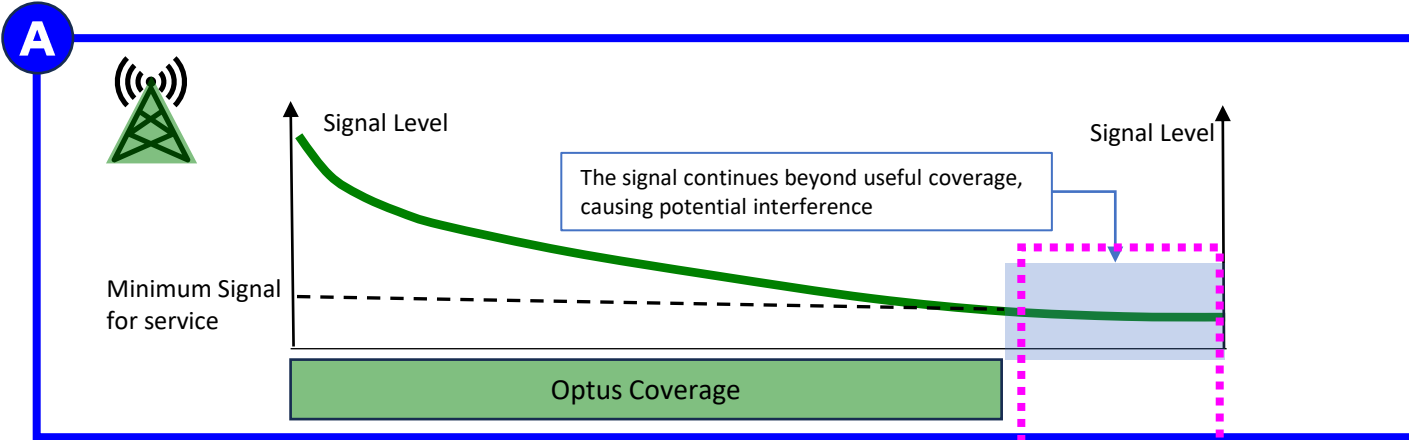 A
Signal Level
Signal Level
The signal continues beyond useful coverage,
causing potential interference
Minimum Signal
for service
Optus Coverage